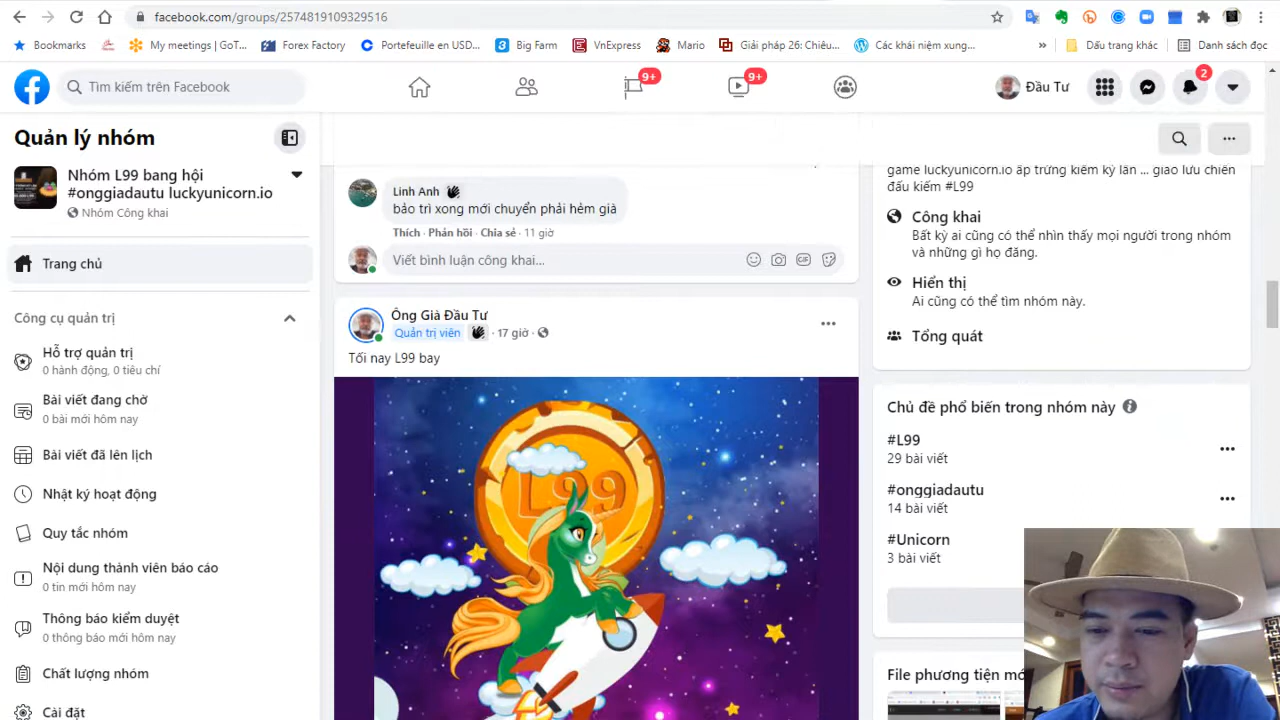 facebook.com/groups/2574819109329516
Bookmarks
My meetings | GoT...
Forex Factory
Portefeuille en USD...
Big Farm
VnExpress
Mario
Giải pháp 26: Chiêu...
Các khái niệm xung...
»
Dấu trang khác
Danh sách đọc
Tìm kiếm trên Facebook
9+
9+
Đầu Tư
2
Quản lý nhóm
Nhóm L99 bang hội
#onggiadautu luckyunicorn.io
Nhóm Công khai
Trang chủ
Công cụ quản trị
Hỗ trợ quản trị
0 hành động, 0 tiêu chí
Bài viết đang chờ
0 bài mới hôm nay
Bài viết đã lên lịch
Nhật ký hoạt động
Quy tắc nhóm
Nội dung thành viên báo cáo
0 tin mới hôm nay
Thông báo kiểm duyệt
0 thông báo mới hôm nay
Chất lượng nhóm
Cài đặt
Linh Anh
bảo trì xong mới chuyển phải hẻm già
Thích · Phản hồi · Chia sẻ · 11 giờ
Viết bình luận công khai...
GIF
Ông Già Đầu Tư
Quản trị viên · 17 giờ ·
Tối nay L99 bay
L99
game luckyunicorn.io ấp trứng kiếm kỳ lân ... giao lưu chiến
đấu kiếm #L99
Công khai
Bất kỳ ai cũng có thể nhìn thấy mọi người trong nhóm
và những gì họ đăng.
Hiển thị
Ai cũng có thể tìm nhóm này.
Tổng quát
Chủ đề phổ biến trong nhóm này
#L99
29 bài viết
#onggiadautu
14 bài viết
#Unicorn
3 bài viết
File phương tiện mớ